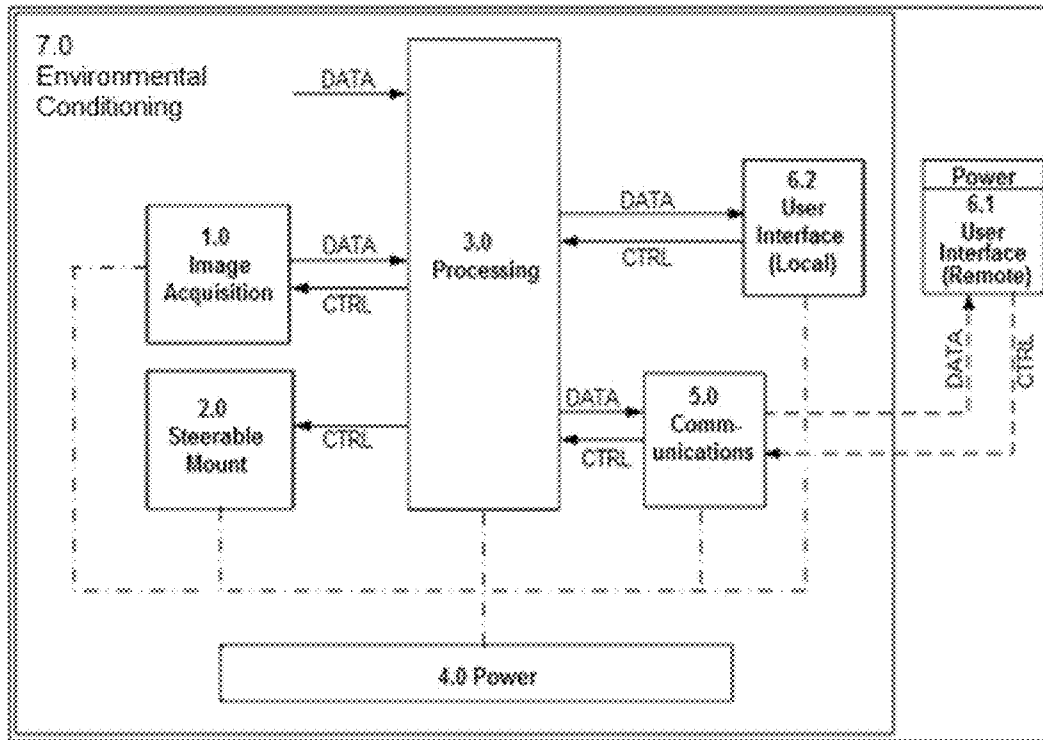 7.0
Environmental
Conditioning
DATA
3.0
Processing
1.0
Image
Acquisition
DATA
CTRL
2.0
Steerable
Mount
CTRL
DATA
CTRL
6.2
User
Interface
(Local)
DATA
CTRL
5.0
Comm-
unications
Power
6.1
User
Interface
(Remote)
DATA
CTRL
4.0 Power